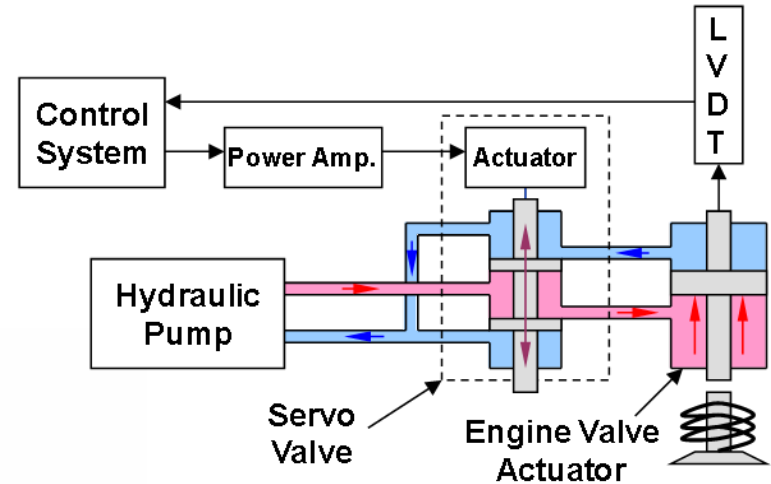 L
V
D
T
Control
System
Power Amp.
Actuator
Hydraulic
Pump
Servo
Valve
Engine Valve
Actuator